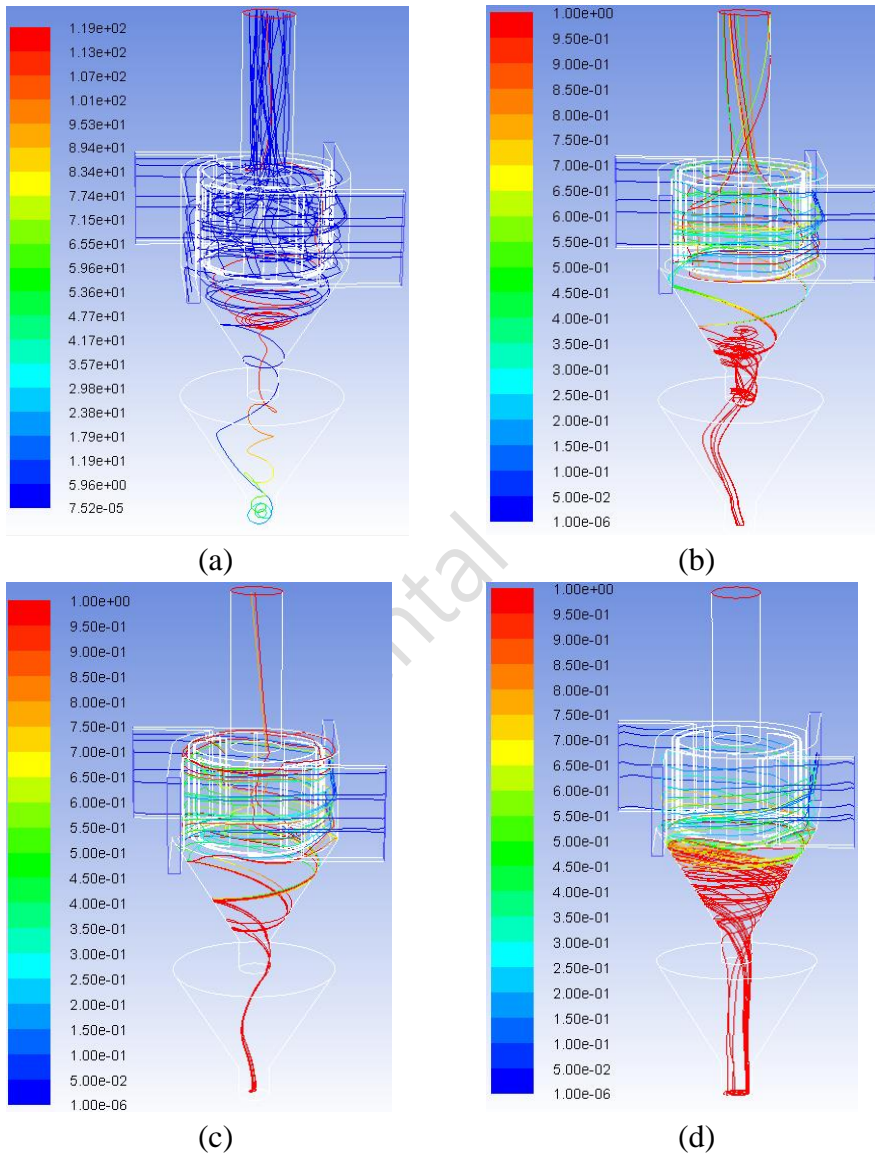 1.19e+02
1.13e+02
1.07e+02
1.01e+02
9.53e+01
8.94e+01
8.34e+01
7.74e+01
7.15e+01
6.55e+01
5.96e+01
5.36e+01
4.77e+01
4.17e+01
3.57e+01
2.98e+01
2.38e+01
1.79e+01
1.19e+01
5.96e+00
7.52e-05
(a)
1.00e+00
9.50e-01
9.00e-01
8.50e-01
8.00e-01
7.50e-01
7.00e-01
6.50e-01
6.00e-01
5.50e-01
5.00e-01
4.50e-01
4.00e-01
3.50e-01
3.00e-01
2.50e-01
2.00e-01
1.50e-01
1.00e-01
5.00e-02
1.00e-06
(b)
1.00e+00
9.50e-01
9.00e-01
8.50e-01
8.00e-01
7.50e-01
7.00e-01
6.50e-01
6.00e-01
5.50e-01
5.00e-01
4.50e-01
4.00e-01
3.50e-01
3.00e-01
2.50e-01
2.00e-01
1.50e-01
1.00e-01
5.00e-02
1.00e-06
(c)
1.00e+00
9.50e-01
9.00e-01
8.50e-01
8.00e-01
7.50e-01
7.00e-01
6.50e-01
6.00e-01
5.50e-01
5.00e-01
4.50e-01
4.00e-01
3.50e-01
3.00e-01
2.50e-01
2.00e-01
1.50e-01
1.00e-01
5.00e-02
1.00e-06
(d)
ntal